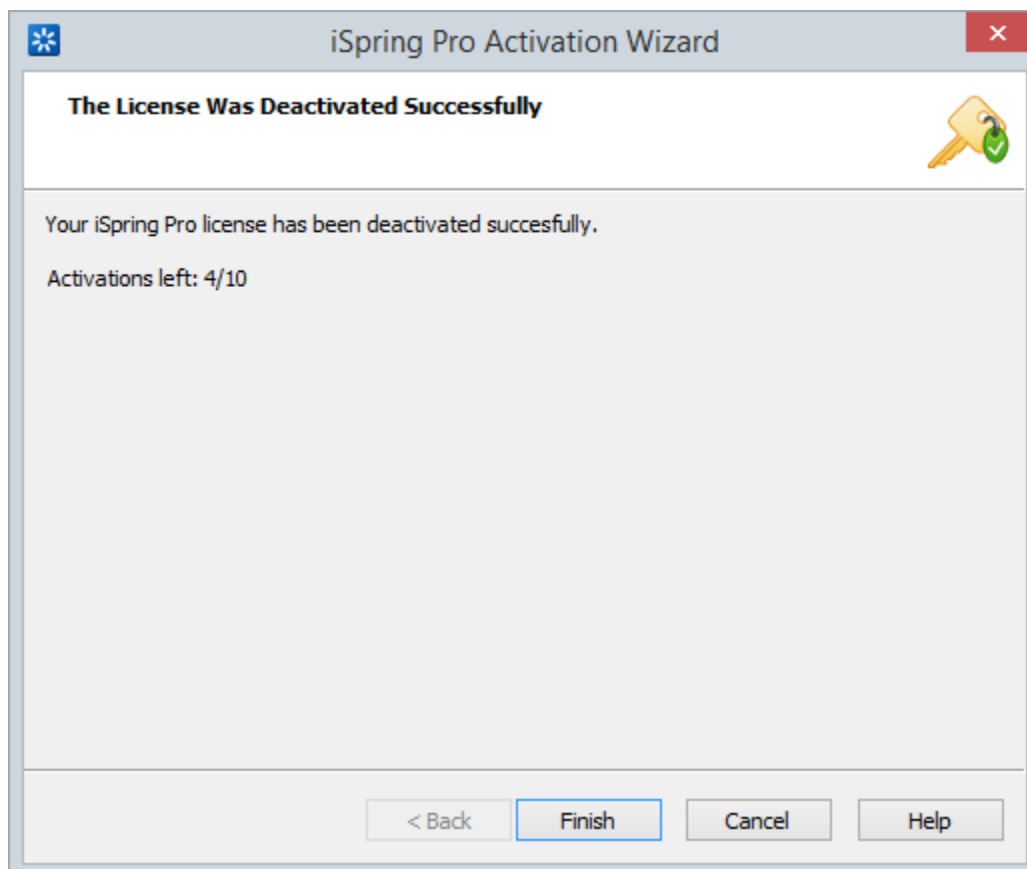 iSpring Pro Activation Wizard
The License Was Deactivated Successfully
Your iSpring Pro license has been deactivated succesfully.
Activations left: 4/10
< Back
Finish
Cancel
Help